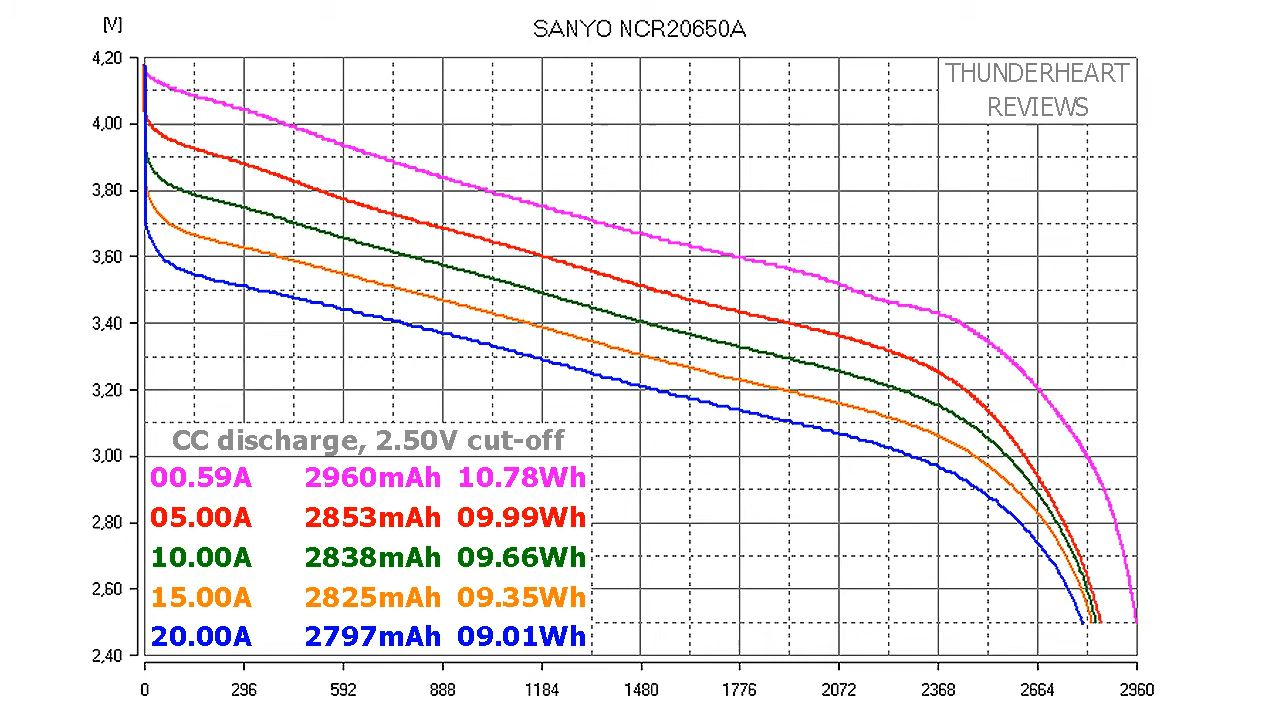 [V]
SANYO NCR20650A
THUNDERHEART
REVIEWS
4,20
4,00
3,80
3,60
3,40
3,20
3,00
2,80
2,60
2,40
CC discharge, 2.50V cut-off
00.59A 2960mAh 10.78Wh
05.00A 2853mAh 09.99Wh
10.00A 2838mAh 09.66Wh
15.00A 2825mAh 09.35Wh
20.00A 2797mAh 09.01Wh
0 296 592 888 1184 1480 1776 2072 2368 2664 2960